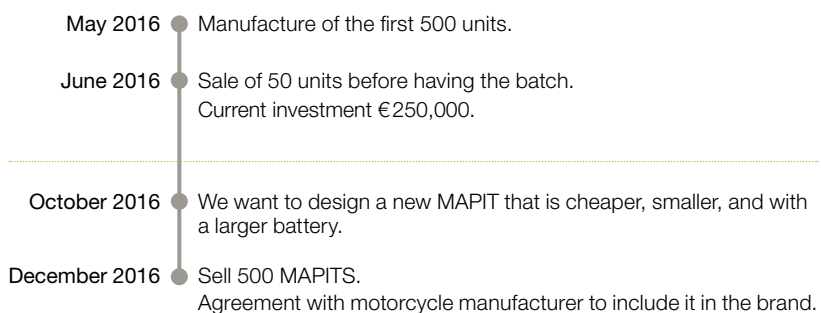 May 2016 Manufacture of the first 500 units.
June 2016 Sale of 50 units before having the batch.
Current investment €250,000.
October 2016 We want to design a new MAPIT that is cheaper, smaller, and with
a larger battery.
December 2016 Sell 500 MAPITS.
Agreement with motorcycle manufacturer to include it in the brand.